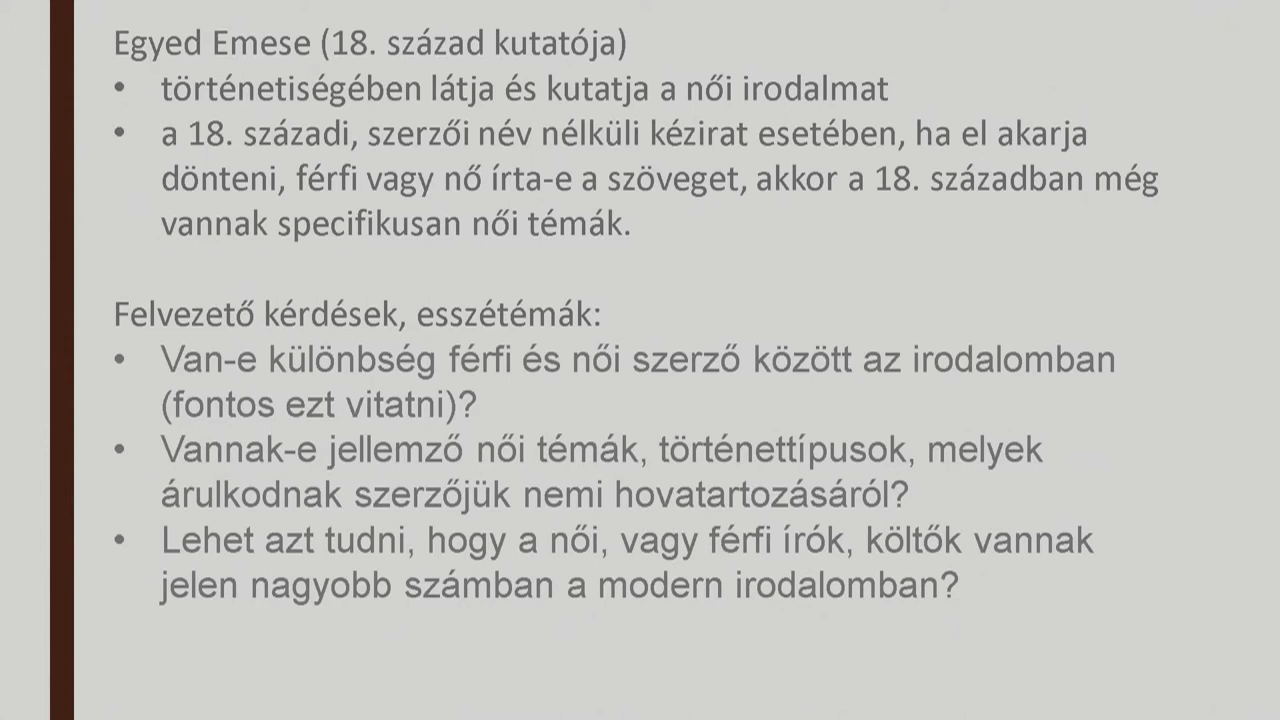 Egyed Emese (18. század kutatója)
• történetiségében látja és kutatja a női irodalmat
• a 18. századi, szerzői név nélküli kézirat esetében, ha el akarja
dönteni, férfi vagy nő írta-e a szöveget, akkor a 18. században még
vannak specifikusan női témák.
Felvezető kérdések, esszétémák:
• Van-e különbség férfi és női szerző között az irodalomban
(fontos ezt vitatni)?
• Vannak-e jellemző női témák, történettípusok, melyek
árulkodnak szerzőjük nemi hovatartozásáról?
• Lehet azt tudni, hogy a női, vagy férfi írók, költők vannak
jelen nagyobb számban a modern irodalomban?